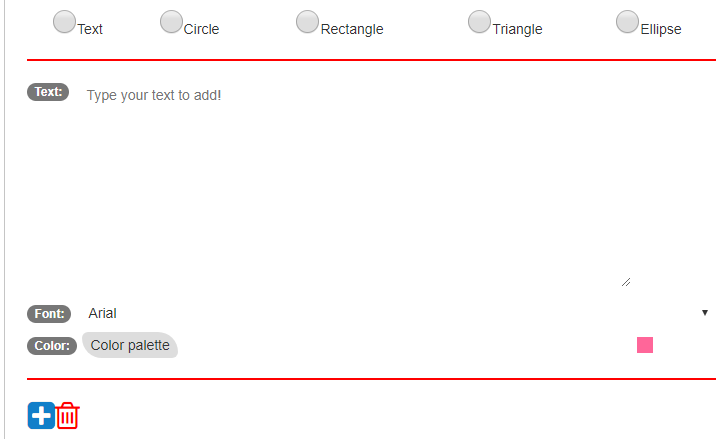 Text Circle Rectangle Triangle Ellipse
Text: Type your text to add!
Font: Arial
Color: Color palette